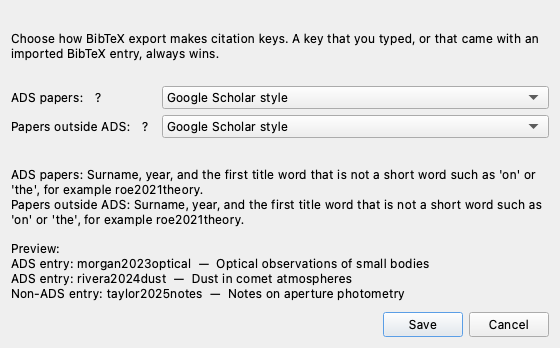 Choose how BibTeX export makes citation keys. A key that you typed, or that came with an
imported BibTeX entry, always wins.
ADS papers: ? Google Scholar style
Papers outside ADS: ? Google Scholar style
ADS papers: Surname, year, and the first title word that is not a short word such as 'on' or
'the', for example roe2021theory.
Papers outside ADS: Surname, year, and the first title word that is not a short word such as
'on' or 'the', for example roe2021theory.
Preview:
ADS entry: morgan2023optical — Optical observations of small bodies
ADS entry: rivera2024dust — Dust in comet atmospheres
Non-ADS entry: taylor2025notes — Notes on aperture photometry
Save Cancel